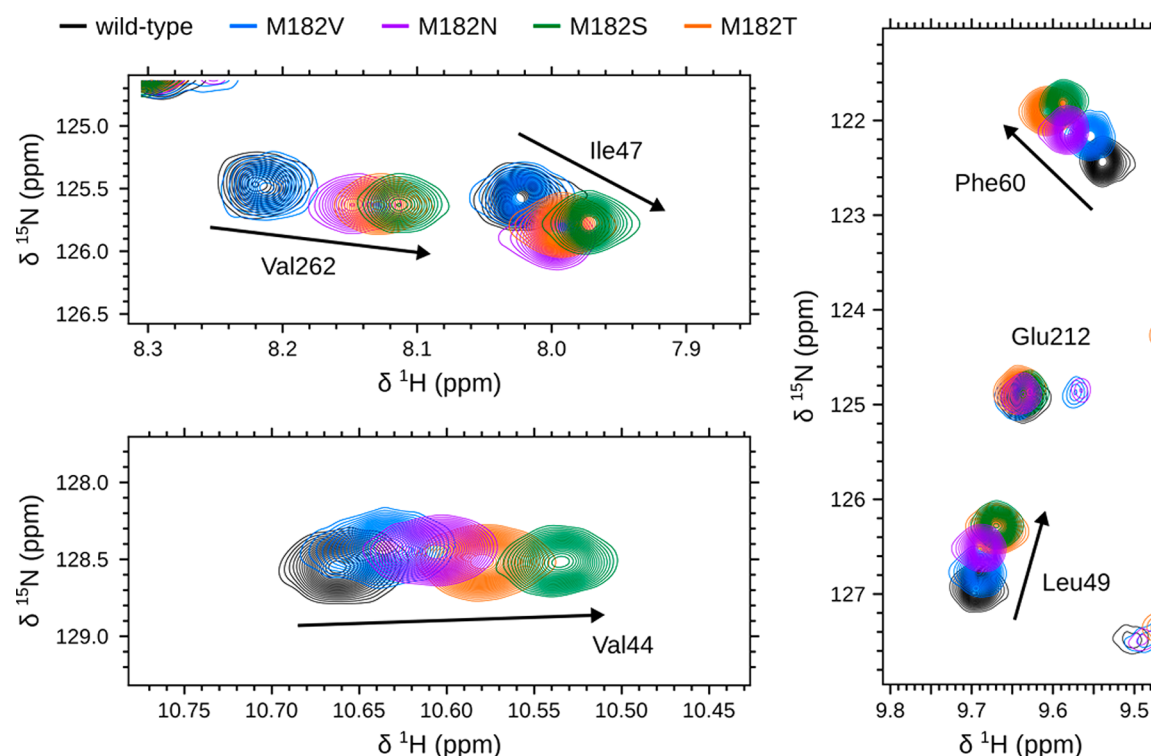 wild-type M182V M182N M182S M182T
δ ¹⁵N (ppm)
125.0
125.5
126.0
126.5
Ile47
Val262
8.3 8.2 8.1 8.0 7.9
δ ¹H (ppm)
δ ¹⁵N (ppm)
128.0
128.5
129.0
Val44
10.75 10.70 10.65 10.60 10.55 10.50 10.45
δ ¹H (ppm)
δ ¹⁵N (ppm)
122
123
124
125
126
127
Phe60
Glu212
Leu49
9.8 9.7 9.6 9.5
δ ¹H (ppm)